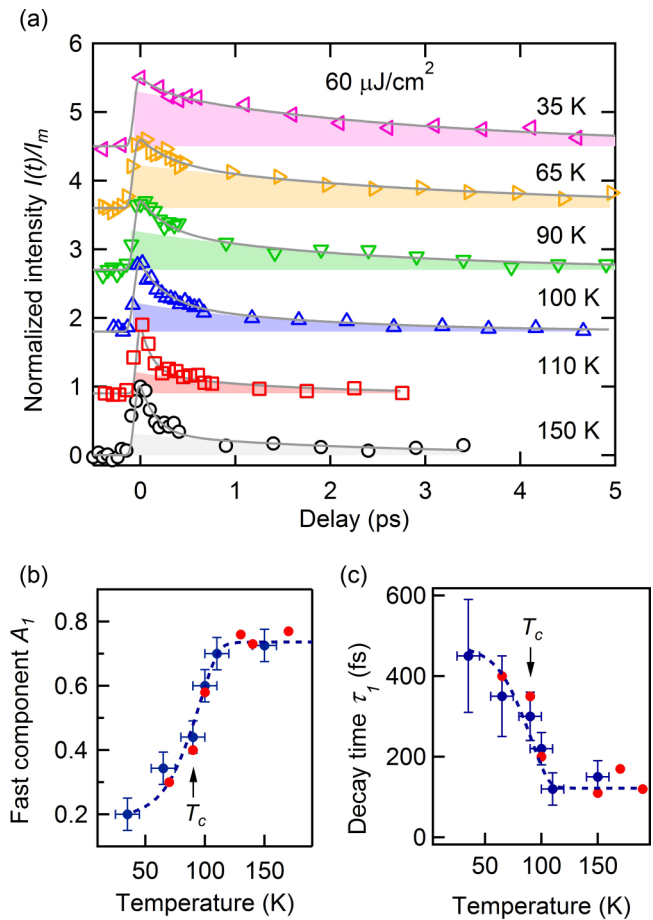 (a)
60 μJ/cm²
Normalized intensity I(t)/Iₘ
6
5
4
3
2
1
0
35 K
65 K
90 K
100 K
110 K
150 K
0
1
2
3
4
5
Delay (ps)
(b)
Fast component A₁
0.8
0.6
0.4
0.2
T_c
50
100
150
Temperature (K)
(c)
Decay time τ₁ (fs)
600
400
200
0
T_c
50
100
150
Temperature (K)